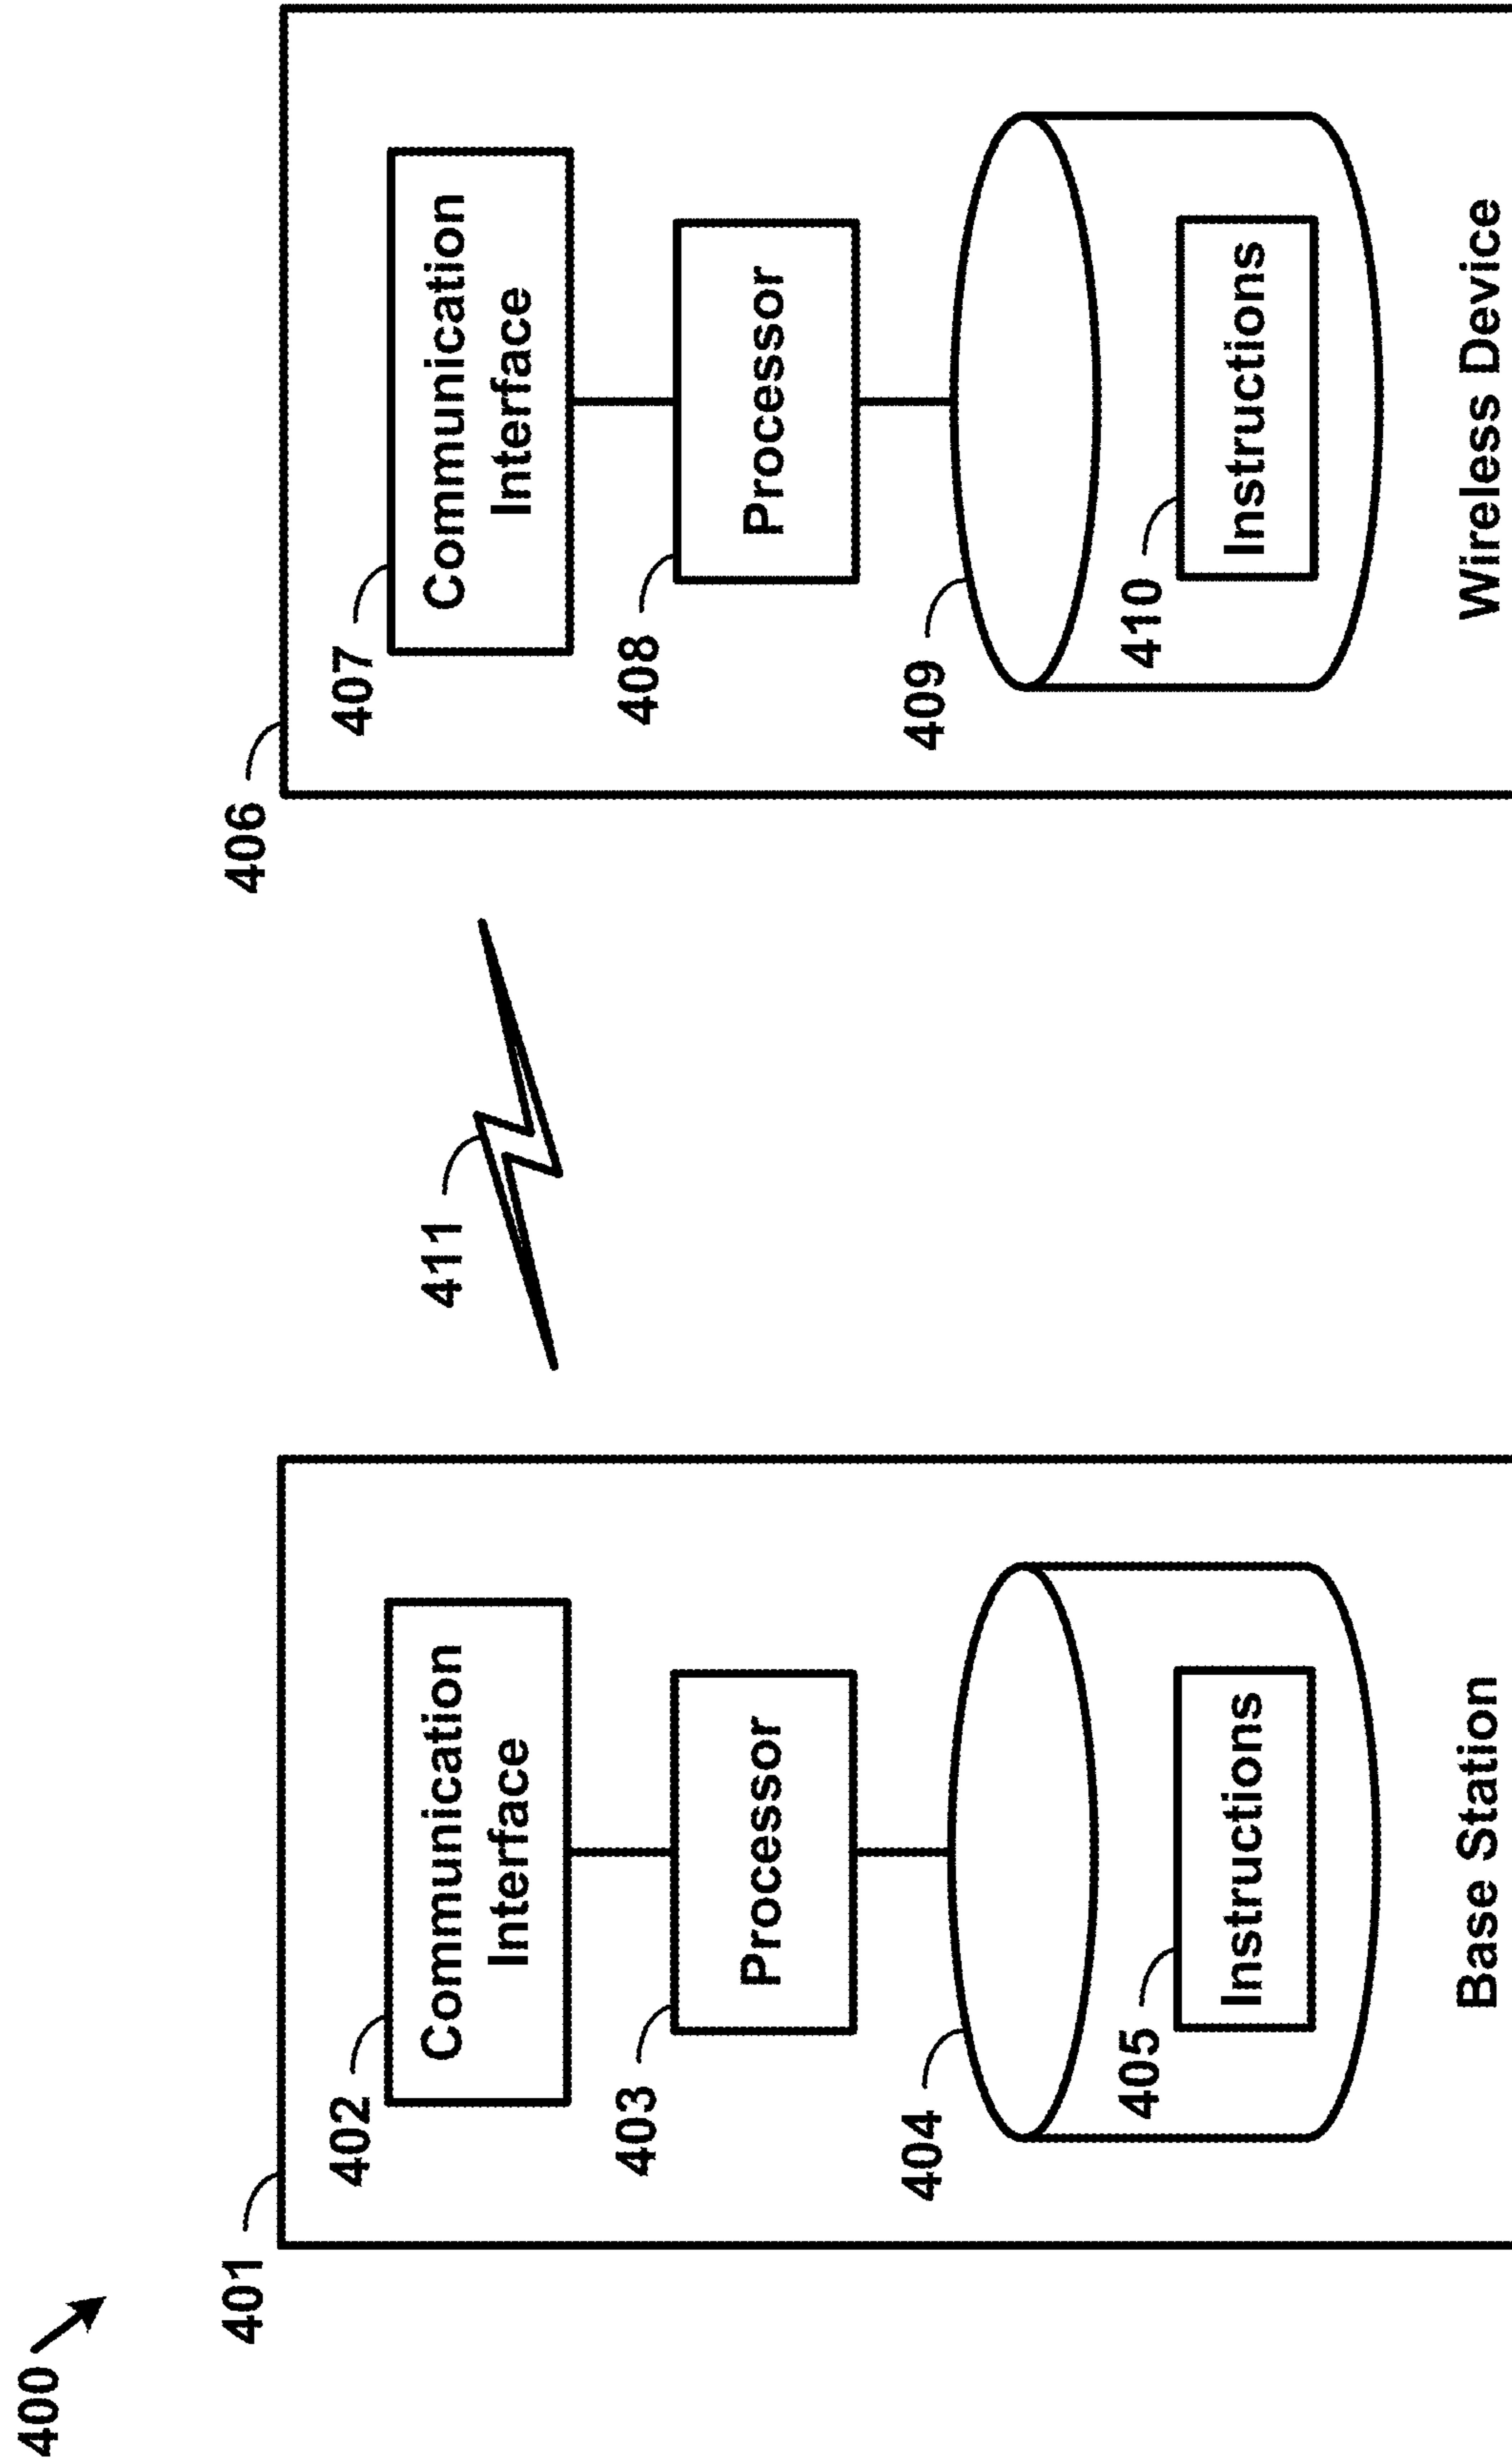 400
401
402
Communication
Interface
403
Processor
404
405
Instructions
Base Station
411
406
407
Communication
Interface
408
Processor
409
410
Instructions
Wireless Device